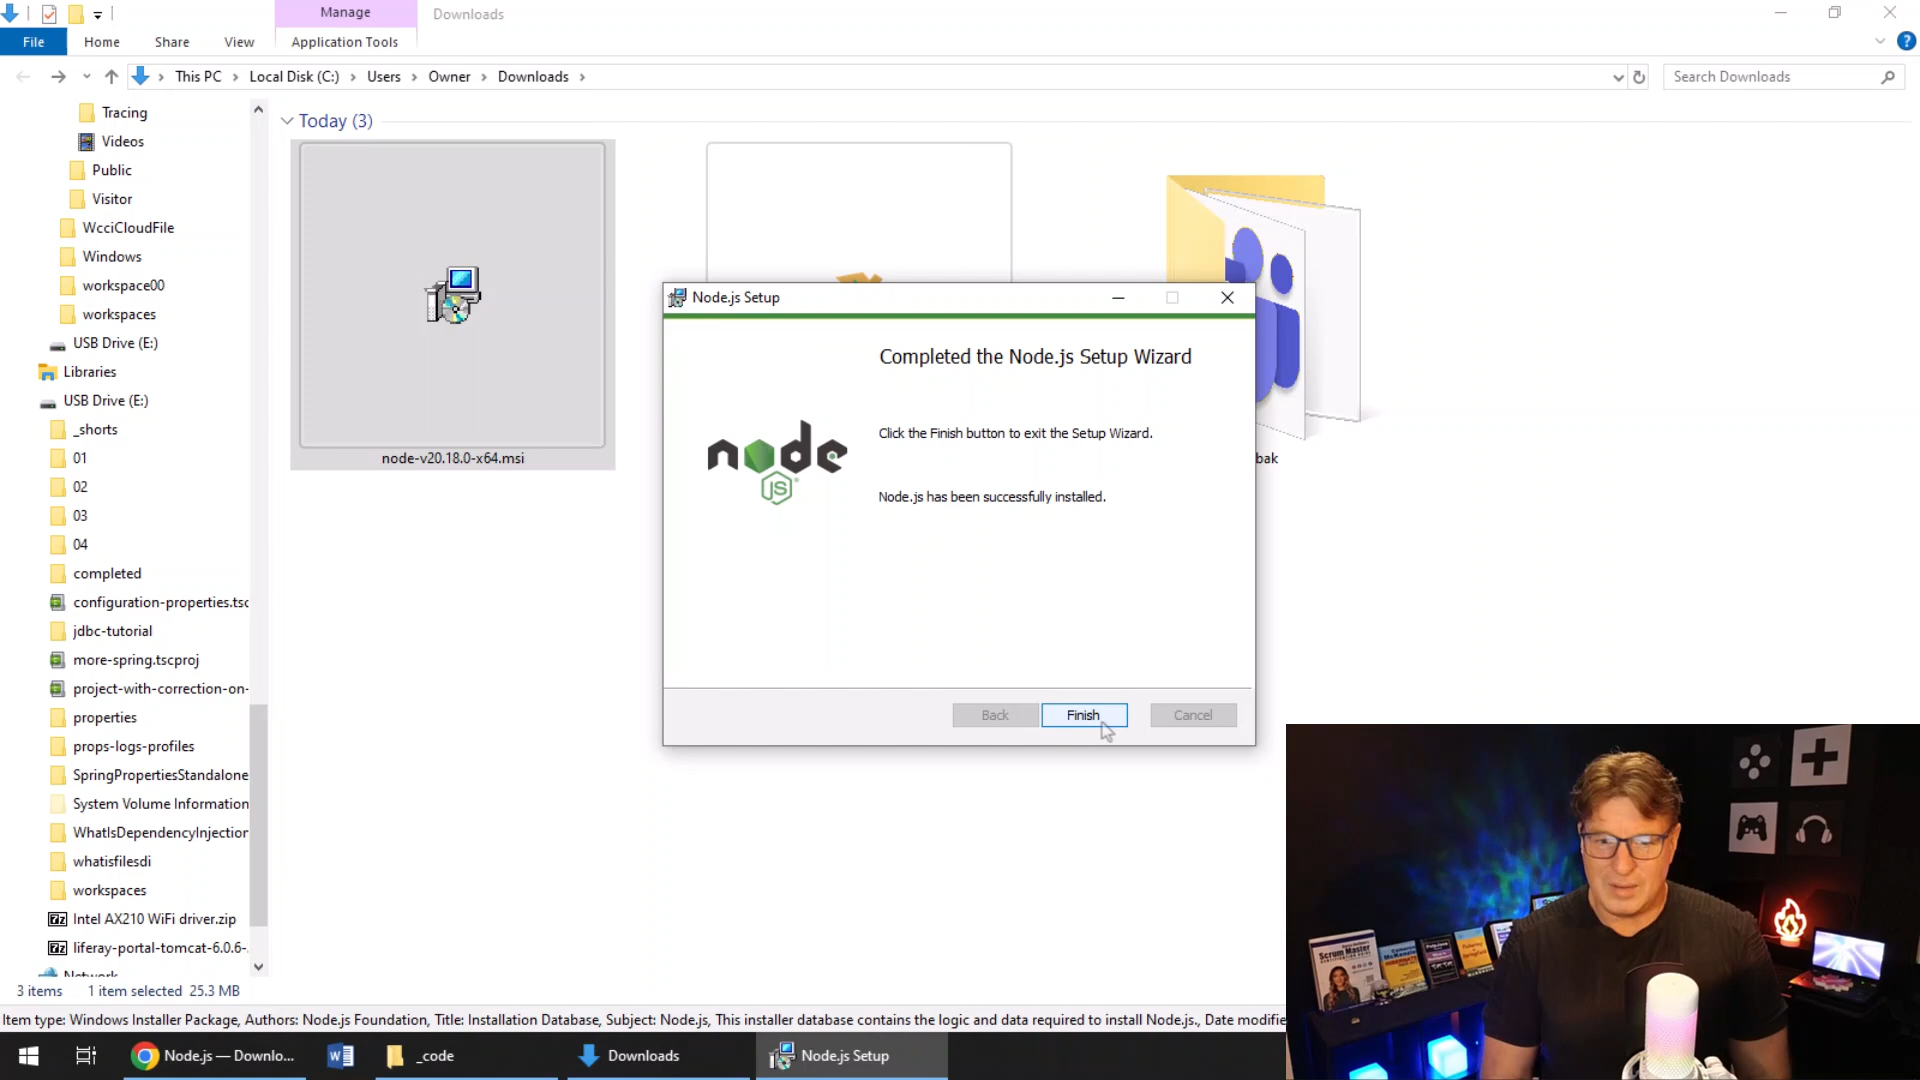 Manage
Downloads
File
Home
Share
View
Application Tools
This PC
Local Disk (C:)
Users
Owner
Downloads
Search Downloads
Tracing
Videos
Public
Visitor
WcciCloudFile
Windows
workspace00
workspaces
USB Drive (E:)
Libraries
USB Drive (E:)
_shorts
01
02
03
04
completed
configuration-properties.tsc
jdbc-tutorial
more-spring.tscproj
project-with-correction-on-
properties
props-logs-profiles
SpringPropertiesStandalone
System Volume Information
WhatIsDependencyInjection
whatisfilesdi
workspaces
7z Intel AX210 WiFi driver.zip
7z liferay-portal-tomcat-6.0.6-
Network
Today (3)
node-v20.18.0-x64.msi
bak
Node.js Setup
Completed the Node.js Setup Wizard
Click the Finish button to exit the Setup Wizard.
node
JS
Node.js has been successfully installed.
Back
Finish
Cancel
Scrum Master
3 items
1 item selected 25.3 MB
Item type: Windows Installer Package, Authors: Node.js Foundation, Title: Installation Database, Subject: Node.js, This installer database contains the logic and data required to install Node.js., Date modifie
Node.js — Downlo...
_code
Downloads
Node.js Setup